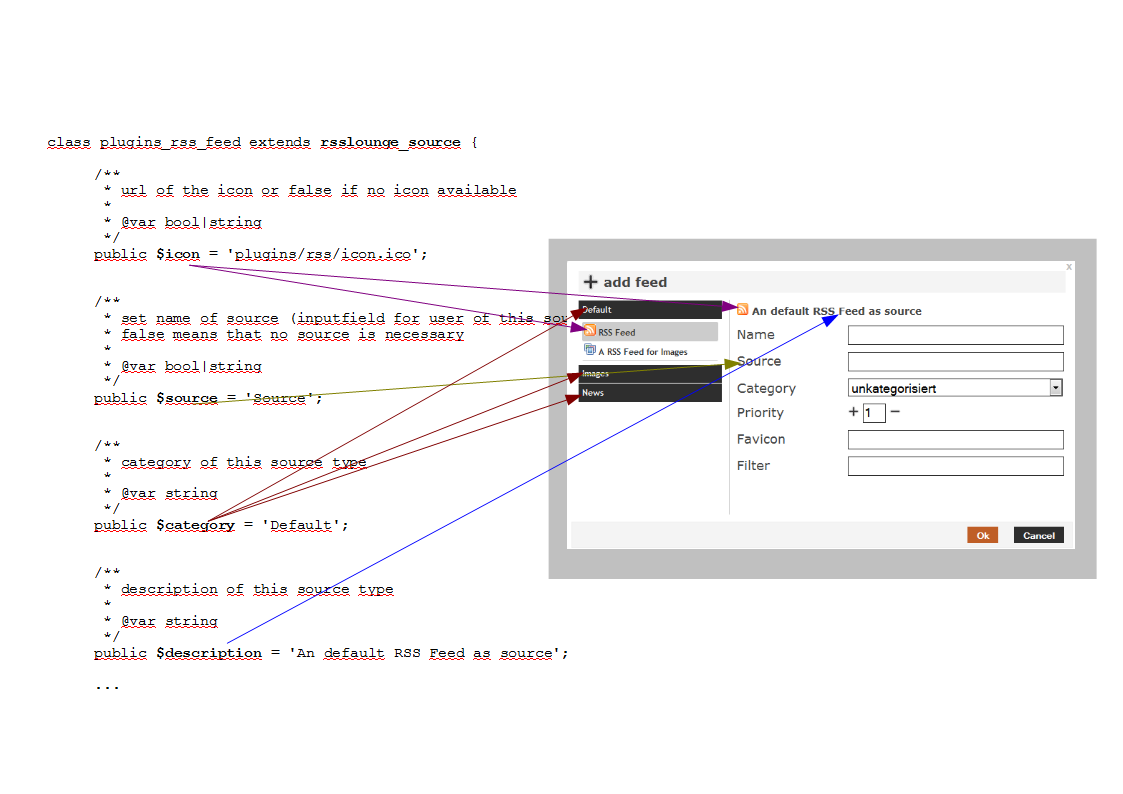 class plugins_rss_feed extends rsslounge_source {
/**
* url of the icon or false if no icon available
*
* @var bool|string
*/
public $icon = 'plugins/rss/icon.ico';
/**
* set name of source (inputfield for user of this sou
* false means that no source is necessary
*
* @var bool|string
*/
public $source = 'Source';
/**
* category of this source type
*
* @var string
*/
public $category = 'Default';
/**
* description of this source type
*
* @var string
*/
public $description = 'An default RSS Feed as source';
...
x
+ add feed
Default
RSS Feed
A RSS Feed for Images
Images
News
An default RSS Feed as source
Name
Source
Category unkategorisiert
Priority + 1 −
Favicon
Filter
Ok Cancel